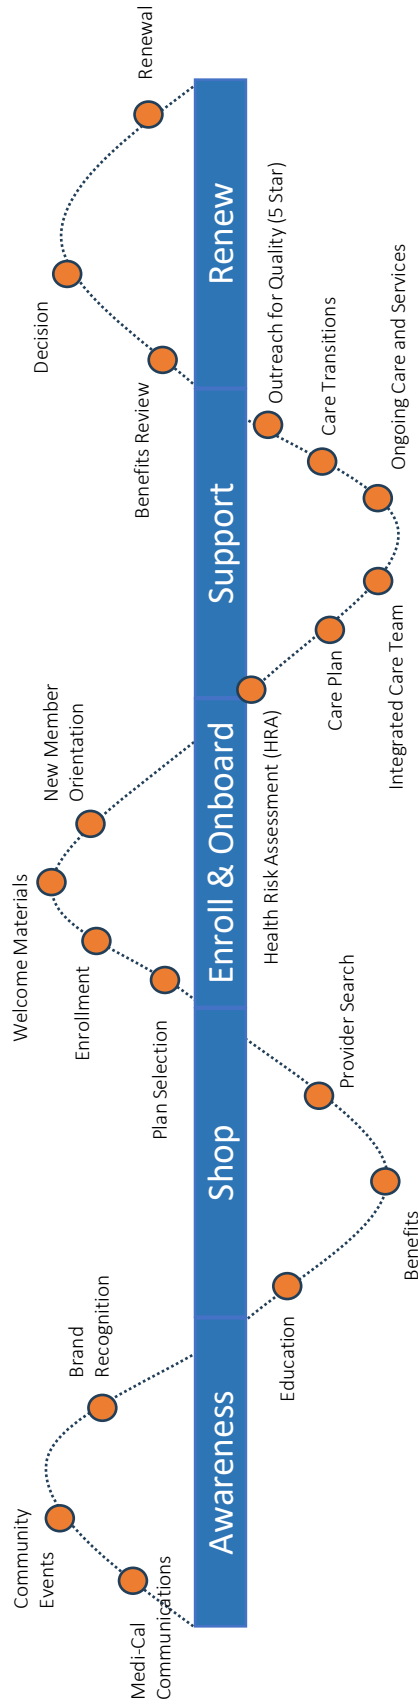 Medi-Cal
Communications
Community
Events
Brand
Recognition
Awareness
Education
Benefits
Provider Search
Shop
Plan Selection
Enrollment
Welcome Materials
New Member
Orientation
Enroll & Onboard
Health Risk Assessment (HRA)
Care Plan
Integrated Care Team
Ongoing Care and Services
Care Transitions
Outreach for Quality (5 Star)
Support
Benefits Review
Decision
Renewal
Renew